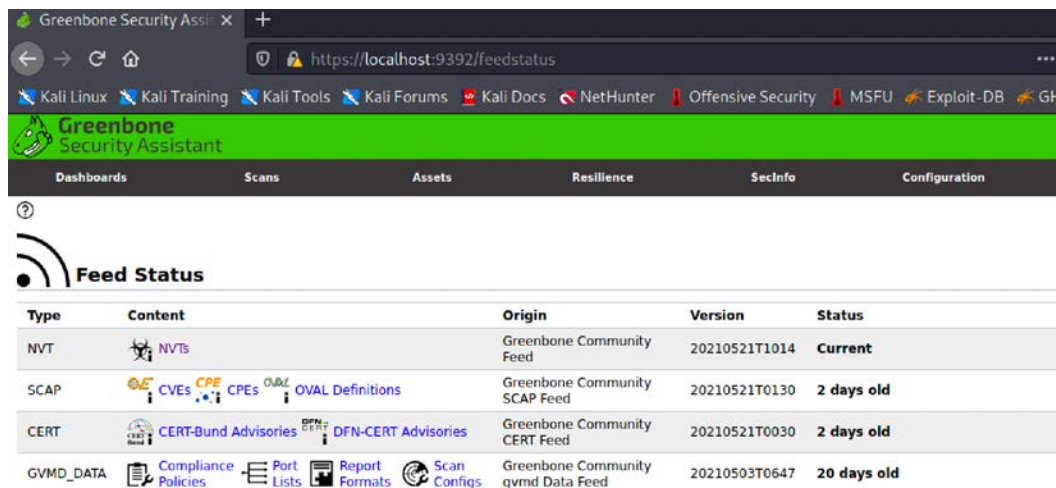 Greenbone Security Assis
https://localhost:9392/feedstatus
Kali Linux Kali Training Kali Tools Kali Forums Kali Docs NetHunter Offensive Security MSFU Exploit-DB GH
Greenbone
Security Assistant
Dashboards Scans Assets Resilience SecInfo Configuration
Feed Status
Type Content Origin Version Status
NVT NVTs Greenbone Community Feed 20210521T1014 Current
SCAP CVE CVEs CPE CPEs OVAL OVAL Definitions Greenbone Community SCAP Feed 20210521T0130 2 days old
CERT CERT-Bund Advisories DFN- CERT DFN-CERT Advisories Greenbone Community CERT Feed 20210521T0030 2 days old
GVMD_DATA Compliance Policies Port Lists Report Formats Scan Configs Greenbone Community gvmd Data Feed 20210503T0647 20 days old